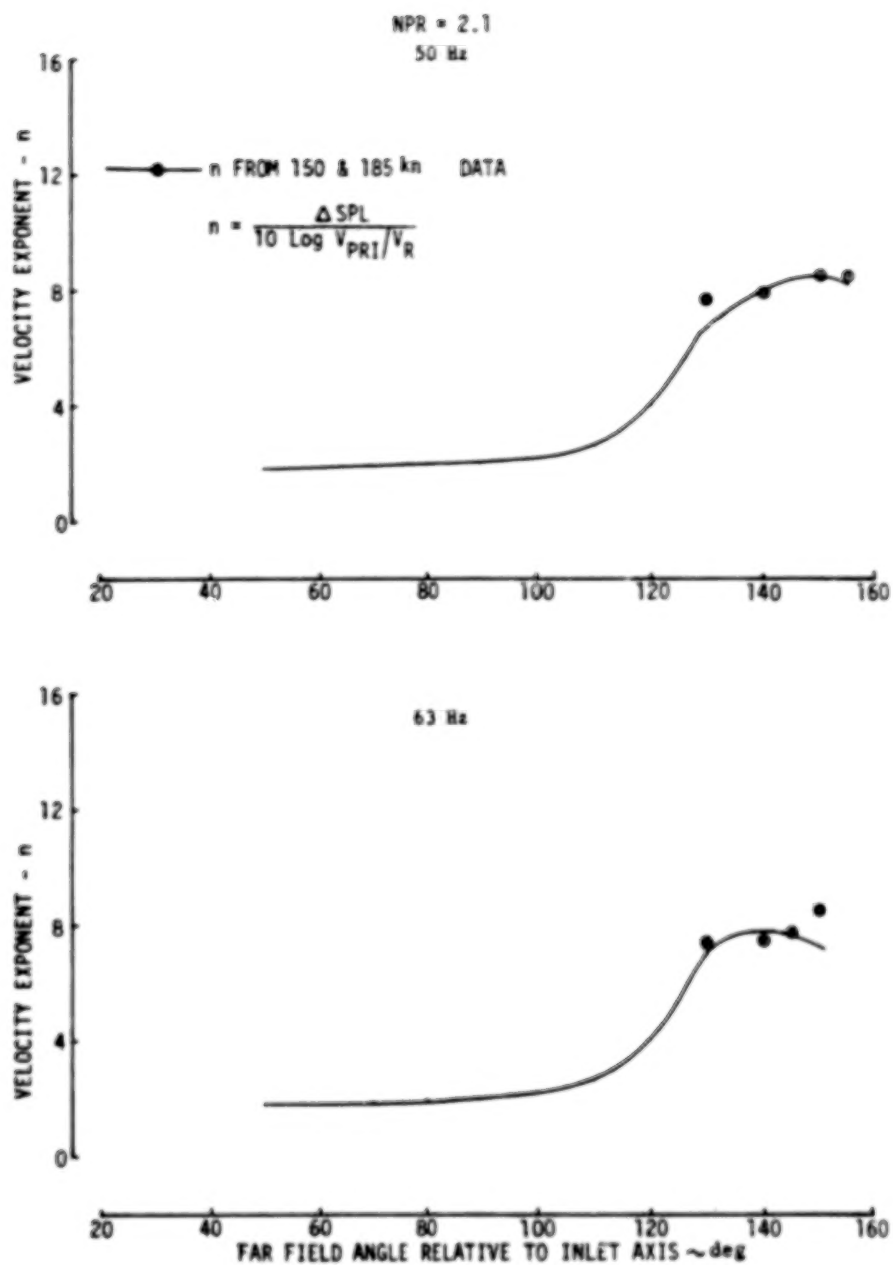 NPR = 2.1
50 Hz
16
12
8
4
0
VELOCITY EXPONENT - n
n FROM 150 & 185 kn DATA
n = ΔSPL / 10 Log V_PRI/V_R
20 40 60 80 100 120 140 160
63 Hz
16
12
8
4
0
VELOCITY EXPONENT - n
20 40 60 80 100 120 140 160
FAR FIELD ANGLE RELATIVE TO INLET AXIS ~ deg